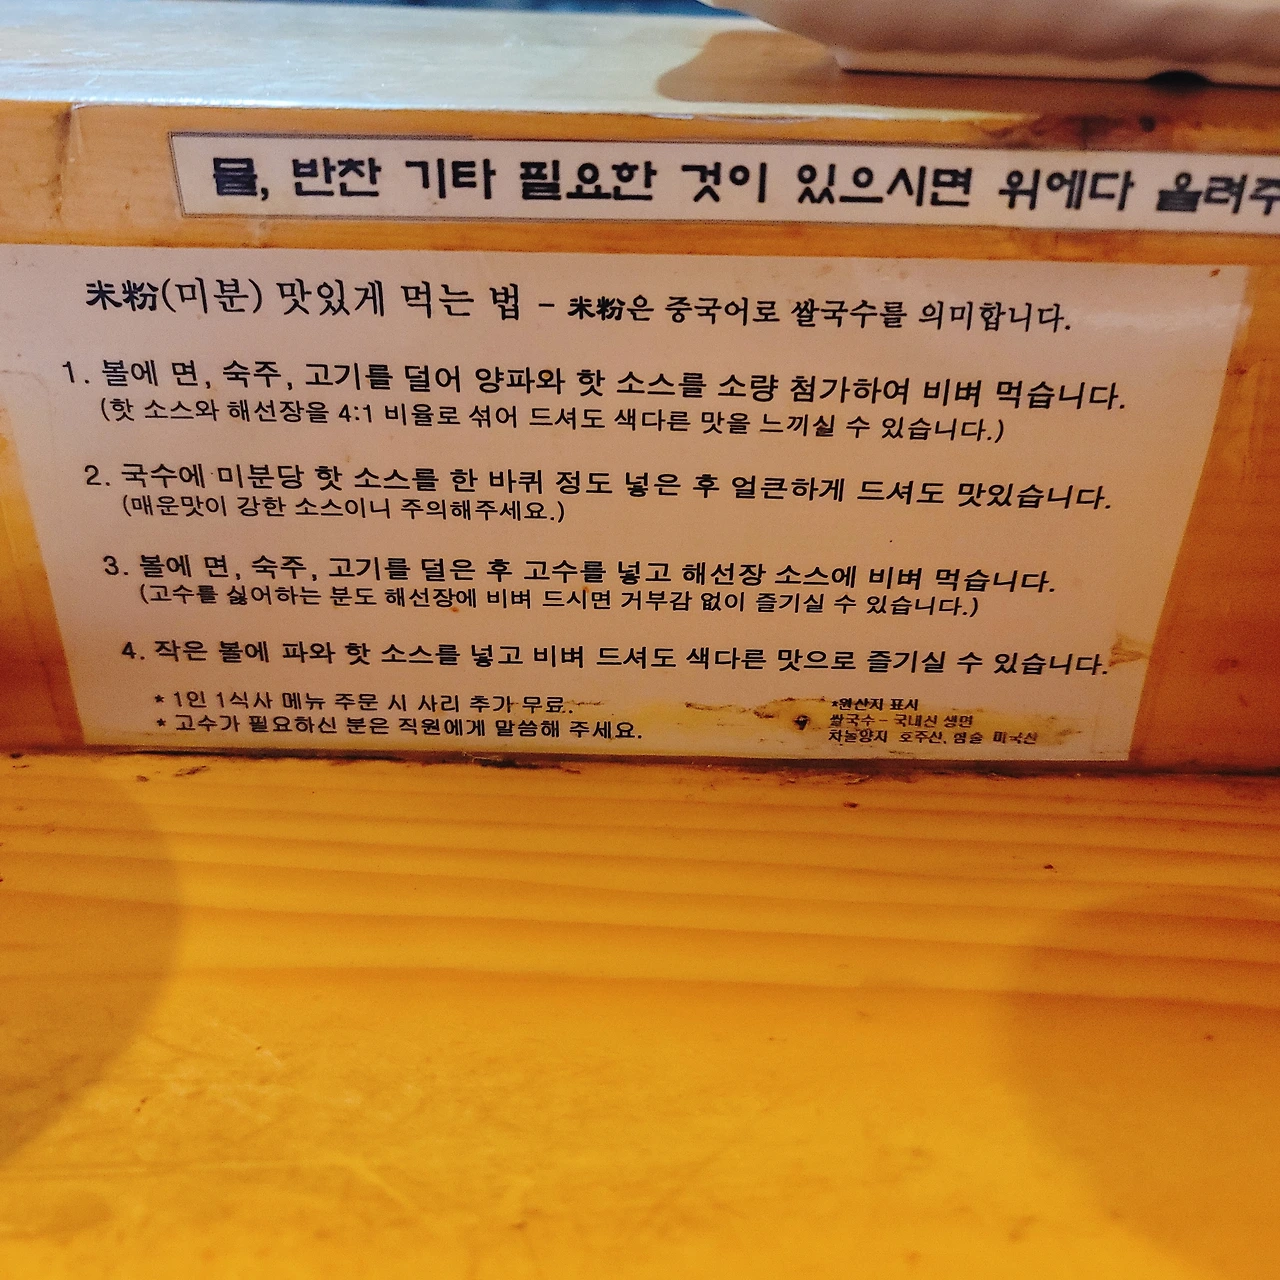 물, 반찬 기타 필요한 것이 있으시면 위에다 올려주
米粉(미분) 맛있게 먹는 법 - 米粉은 중국어로 쌀국수를 의미합니다.
1. 볼에 면, 숙주, 고기를 덜어 양파와 핫 소스를 소량 첨가하여 비벼 먹습니다.
(핫 소스와 해선장을 4:1 비율로 섞어 드셔도 색다른 맛을 느끼실 수 있습니다.)
2. 국수에 미분당 핫 소스를 한 바퀴 정도 넣은 후 얼큰하게 드셔도 맛있습니다.
(매운맛이 강한 소스이니 주의해주세요.)
3. 볼에 면, 숙주, 고기를 덜은 후 고수를 넣고 해선장 소스에 비벼 먹습니다.
(고수를 싫어하는 분도 해선장에 비벼 드시면 거부감 없이 즐기실 수 있습니다.)
4. 작은 볼에 파와 핫 소스를 넣고 비벼 드셔도 색다른 맛으로 즐기실 수 있습니다.
* 1인 1식사 메뉴 주문 시 사리 추가 무료.
* 고수가 필요하신 분은 직원에게 말씀해 주세요.
*원산지 표시
쌀국수 - 국내산 생면
차돌양지 호주산, 힘줄 미국산